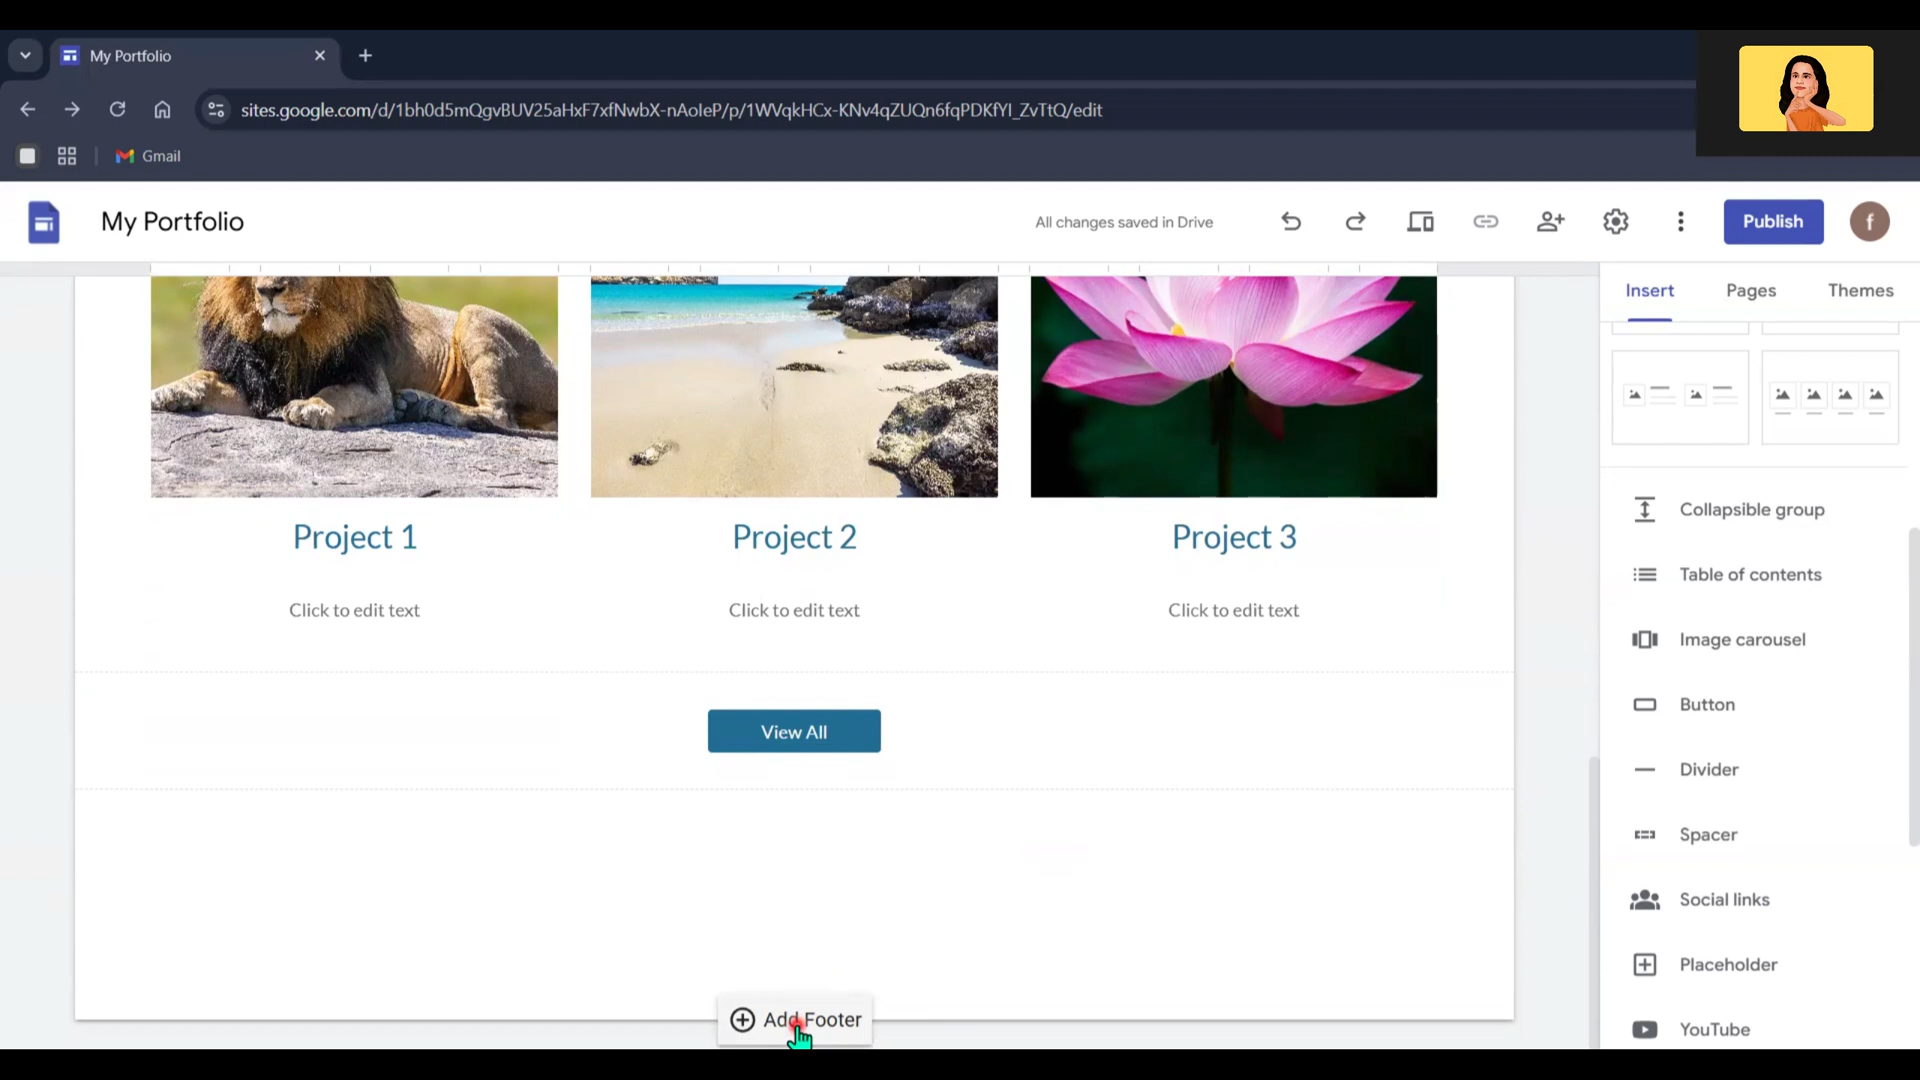 My Portfolio
sites.google.com/d/1bh0d5mQgvBUV25aHxF7xfNwbX-nAoIeP/p/1WVqkHCx-KNv4qZUQn6fqPDKfYI_ZvTtQ/edit
Gmail
My Portfolio
All changes saved in Drive
Publish
f
Insert
Pages
Themes
Project 1
Project 2
Project 3
Click to edit text
Click to edit text
Click to edit text
View All
Add Footer
Collapsible group
Table of contents
Image carousel
Button
Divider
Spacer
Social links
Placeholder
YouTube